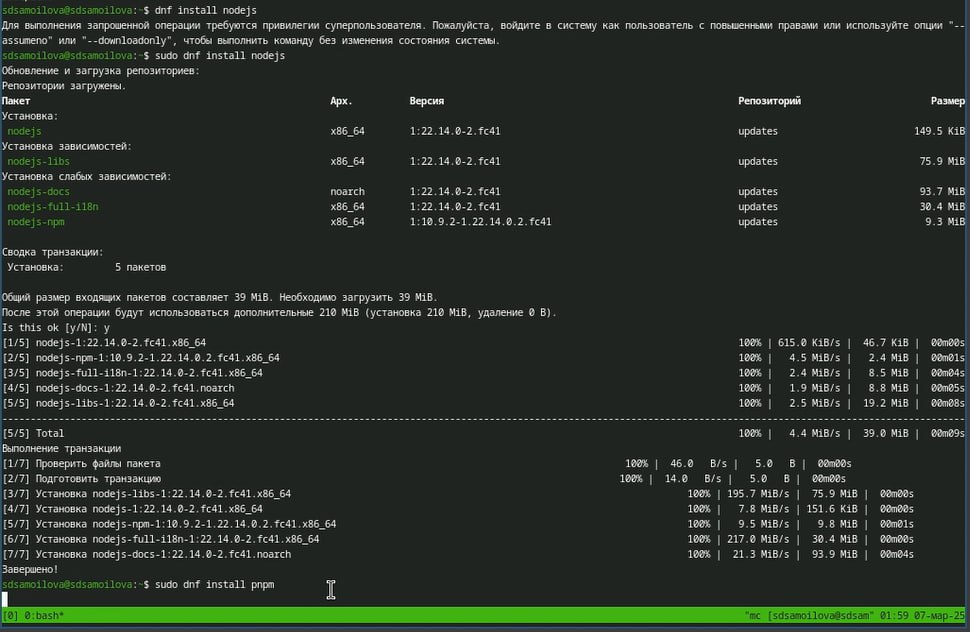 sdsamoilova@sdsamoilova:~$ dnf install nodejs
Для выполнения запрошенной операции требуются привилегии суперпользователя. Пожалуйста, войдите в систему как пользователь с повышенными правами или используйте опции "--
assumeno" или "--downloadonly", чтобы выполнить команду без изменения состояния системы.
sdsamoilova@sdsamoilova:~$ sudo dnf install nodejs
Обновление и загрузка репозиториев:
Репозитории загружены.
Пакет Арх. Версия Репозиторий Размер
Установка:
nodejs x86_64 1:22.14.0-2.fc41 updates 149.5 KiB
Установка зависимостей:
nodejs-libs x86_64 1:22.14.0-2.fc41 updates 75.9 MiB
Установка слабых зависимостей:
nodejs-docs noarch 1:22.14.0-2.fc41 updates 93.7 MiB
nodejs-full-i18n x86_64 1:22.14.0-2.fc41 updates 30.4 MiB
nodejs-npm x86_64 1:10.9.2-1.22.14.0.2.fc41 updates 9.3 MiB
Сводка транзакции:
Установка: 5 пакетов
Общий размер входящих пакетов составляет 39 MiB. Необходимо загрузить 39 MiB.
После этой операции будут использоваться дополнительные 210 MiB (установка 210 MiB, удаление 0 B).
Is this ok [y/N]: y
[1/5] nodejs-1:22.14.0-2.fc41.x86_64 100% | 615.0 KiB/s | 46.7 KiB | 00m00s
[2/5] nodejs-npm-1:10.9.2-1.22.14.0.2.fc41.x86_64 100% | 4.5 MiB/s | 2.4 MiB | 00m01s
[3/5] nodejs-full-i18n-1:22.14.0-2.fc41.x86_64 100% | 2.4 MiB/s | 8.5 MiB | 00m04s
[4/5] nodejs-docs-1:22.14.0-2.fc41.noarch 100% | 1.9 MiB/s | 8.8 MiB | 00m05s
[5/5] nodejs-libs-1:22.14.0-2.fc41.x86_64 100% | 2.5 MiB/s | 19.2 MiB | 00m08s
[5/5] Total 100% | 4.4 MiB/s | 39.0 MiB | 00m09s
Выполнение транзакции
[1/7] Проверить файлы пакета 100% | 46.0 B/s | 5.0 B | 00m00s
[2/7] Подготовить транзакцию 100% | 14.0 B/s | 5.0 B | 00m00s
[3/7] Установка nodejs-libs-1:22.14.0-2.fc41.x86_64 100% | 195.7 MiB/s | 75.9 MiB | 00m00s
[4/7] Установка nodejs-1:22.14.0-2.fc41.x86_64 100% | 7.8 MiB/s | 151.6 KiB | 00m00s
[5/7] Установка nodejs-npm-1:10.9.2-1.22.14.0.2.fc41.x86_64 100% | 9.5 MiB/s | 9.8 MiB | 00m01s
[6/7] Установка nodejs-full-i18n-1:22.14.0-2.fc41.x86_64 100% | 217.0 MiB/s | 30.4 MiB | 00m00s
[7/7] Установка nodejs-docs-1:22.14.0-2.fc41.noarch 100% | 21.3 MiB/s | 93.9 MiB | 00m04s
Завершено!
sdsamoilova@sdsamoilova:~$ sudo dnf install pnpm
[0] 0:bash* "mc [sdsamoilova@sdsam" 01:59 07-мар-25